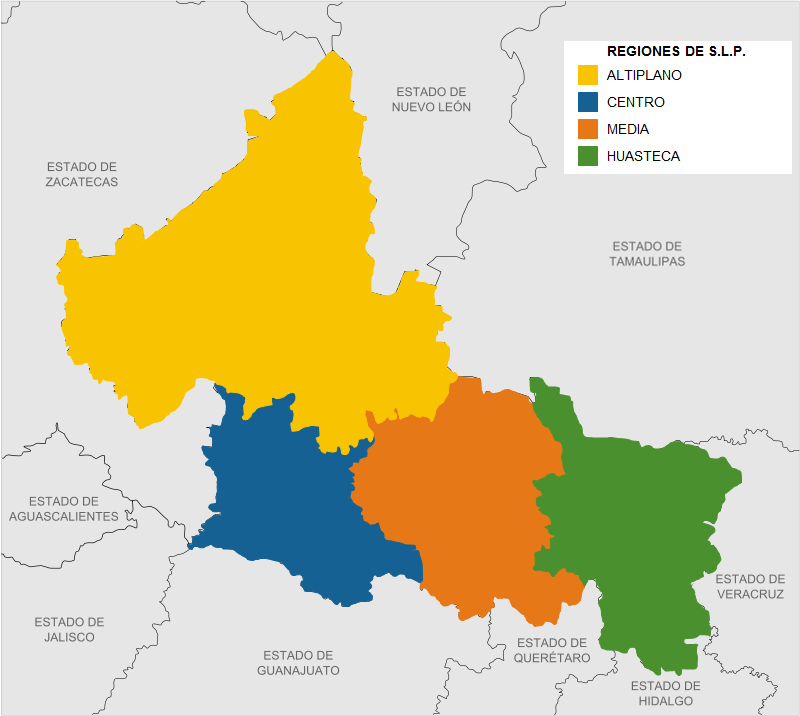 REGIONES DE S.L.P.
ALTIPLANO
CENTRO
MEDIA
HUASTECA
ESTADO DE
NUEVO LEÓN
ESTADO DE
ZACATECAS
ESTADO DE
TAMAULIPAS
ESTADO DE
AGUASCALIENTES
ESTADO DE
VERACRUZ
ESTADO DE
JALISCO
ESTADO DE
QUERÉTARO
ESTADO DE
GUANAJUATO
ESTADO DE
HIDALGO